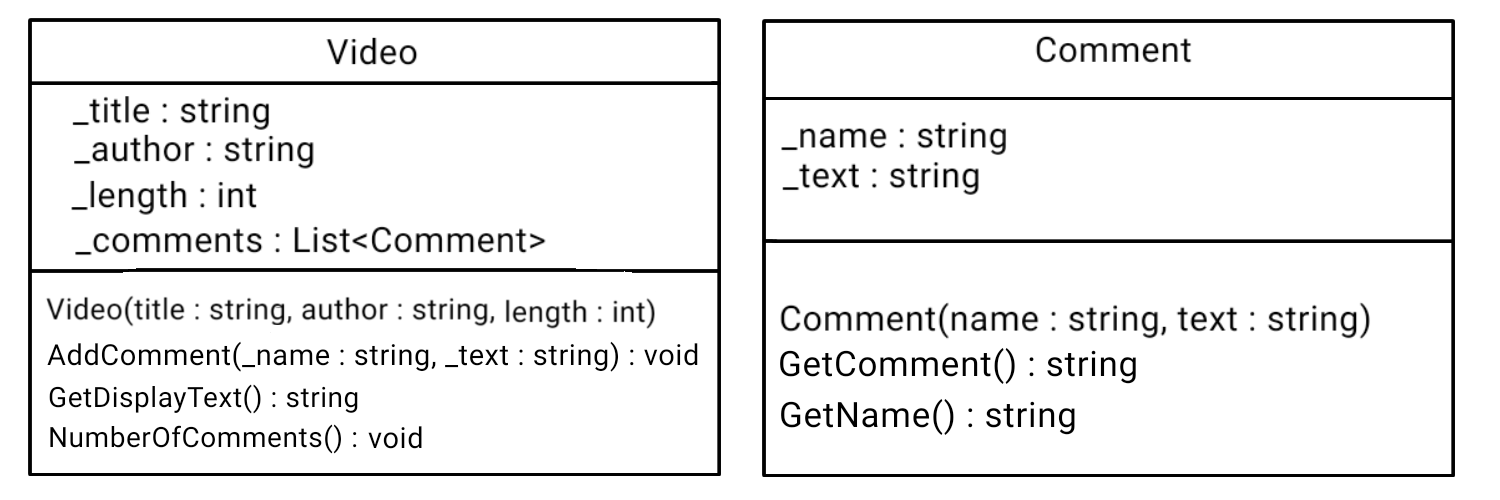 Video
_title : string
_author : string
_length : int
_comments : List<Comment>
Video(title : string, author : string, length : int)
AddComment(_name : string, _text : string) : void
GetDisplayText() : string
NumberOfComments() : void
Comment
_name : string
_text : string
Comment(name : string, text : string)
GetComment() : string
GetName() : string